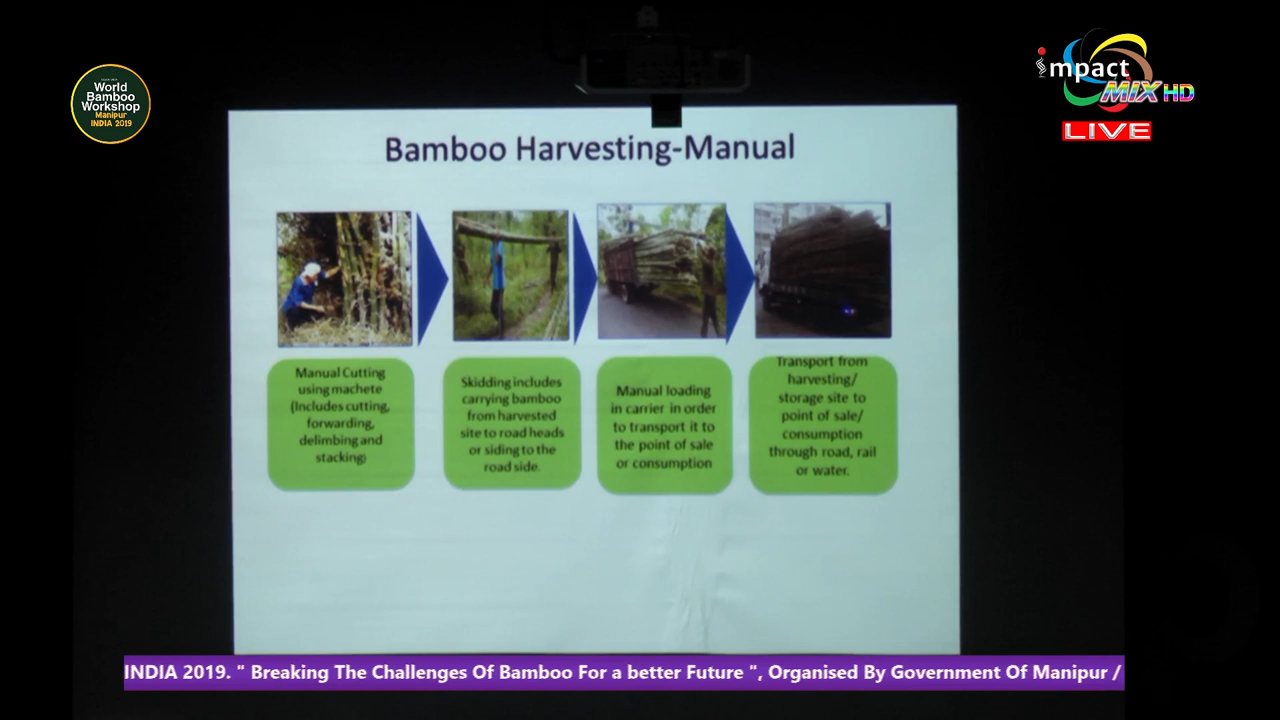 World
Bamboo
Workshop
Manipur
INDIA 2019
impact
MIX HD
LIVE
Bamboo Harvesting-Manual
Manual Cutting
using machete
(Includes cutting,
forwarding,
delimbing and
stacking)
Skidding includes
carrying bamboo
from harvested
site to road heads
or siding to the
road side.
Manual loading
in carrier in order
to transport it to
the point of sale
or consumption
Transport from
harvesting/
storage site to
point of sale/
consumption
through road, rail
or water.
INDIA 2019. " Breaking The Challenges Of Bamboo For a better Future ", Organised By Government Of Manipur /